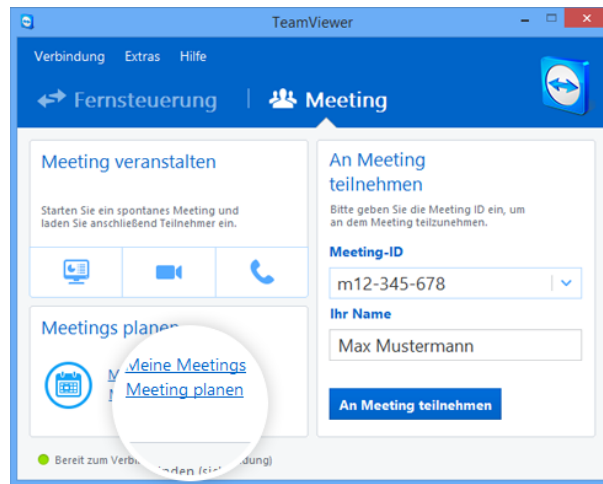 TeamViewer
Verbindung Extras Hilfe
Fernsteuerung Meeting
Meeting veranstalten
Starten Sie ein spontanes Meeting und
laden Sie anschließend Teilnehmer ein.
Meetings planen
Meine Meetings
Meeting planen
Bereit zum
An Meeting
teilnehmen
Bitte geben Sie die Meeting ID ein, um
an dem Meeting teilzunehmen.
Meeting-ID
m12-345-678
Ihr Name
Max Mustermann
An Meeting teilnehmen